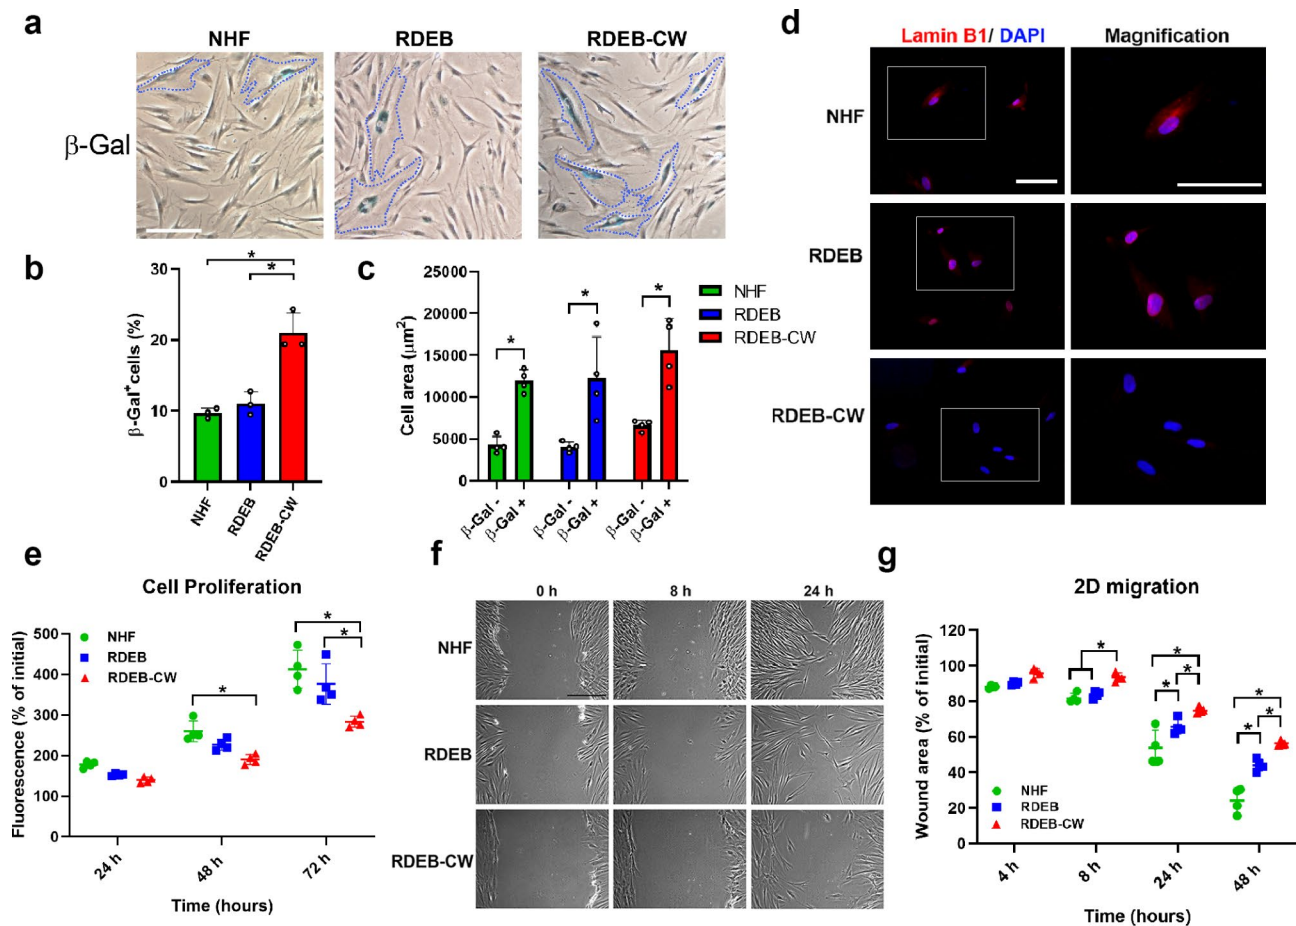 a
NHF
RDEB
RDEB-CW
β-Gal
b
β-Gal⁺cells (%)
30
20
10
0
*
*
NHF
RDEB
RDEB-CW
c
Cell area (μm²)
25000
20000
15000
10000
5000
0
*
*
*
β-Gal -
β-Gal +
β-Gal -
β-Gal +
β-Gal -
β-Gal +
NHF
RDEB
RDEB-CW
d
Lamin B1/ DAPI
Magnification
NHF
RDEB
RDEB-CW
e
Cell Proliferation
Fluorescence (% of initial)
500
400
300
200
100
0
NHF
RDEB
RDEB-CW
*
*
*
24 h
48 h
72 h
Time (hours)
f
0 h
8 h
24 h
NHF
RDEB
RDEB-CW
g
2D migration
Wound area (% of initial)
120
100
80
60
40
20
0
*
*
*
*
*
*
*
NHF
RDEB
RDEB-CW
4 h
8 h
24 h
48 h
Time (hours)